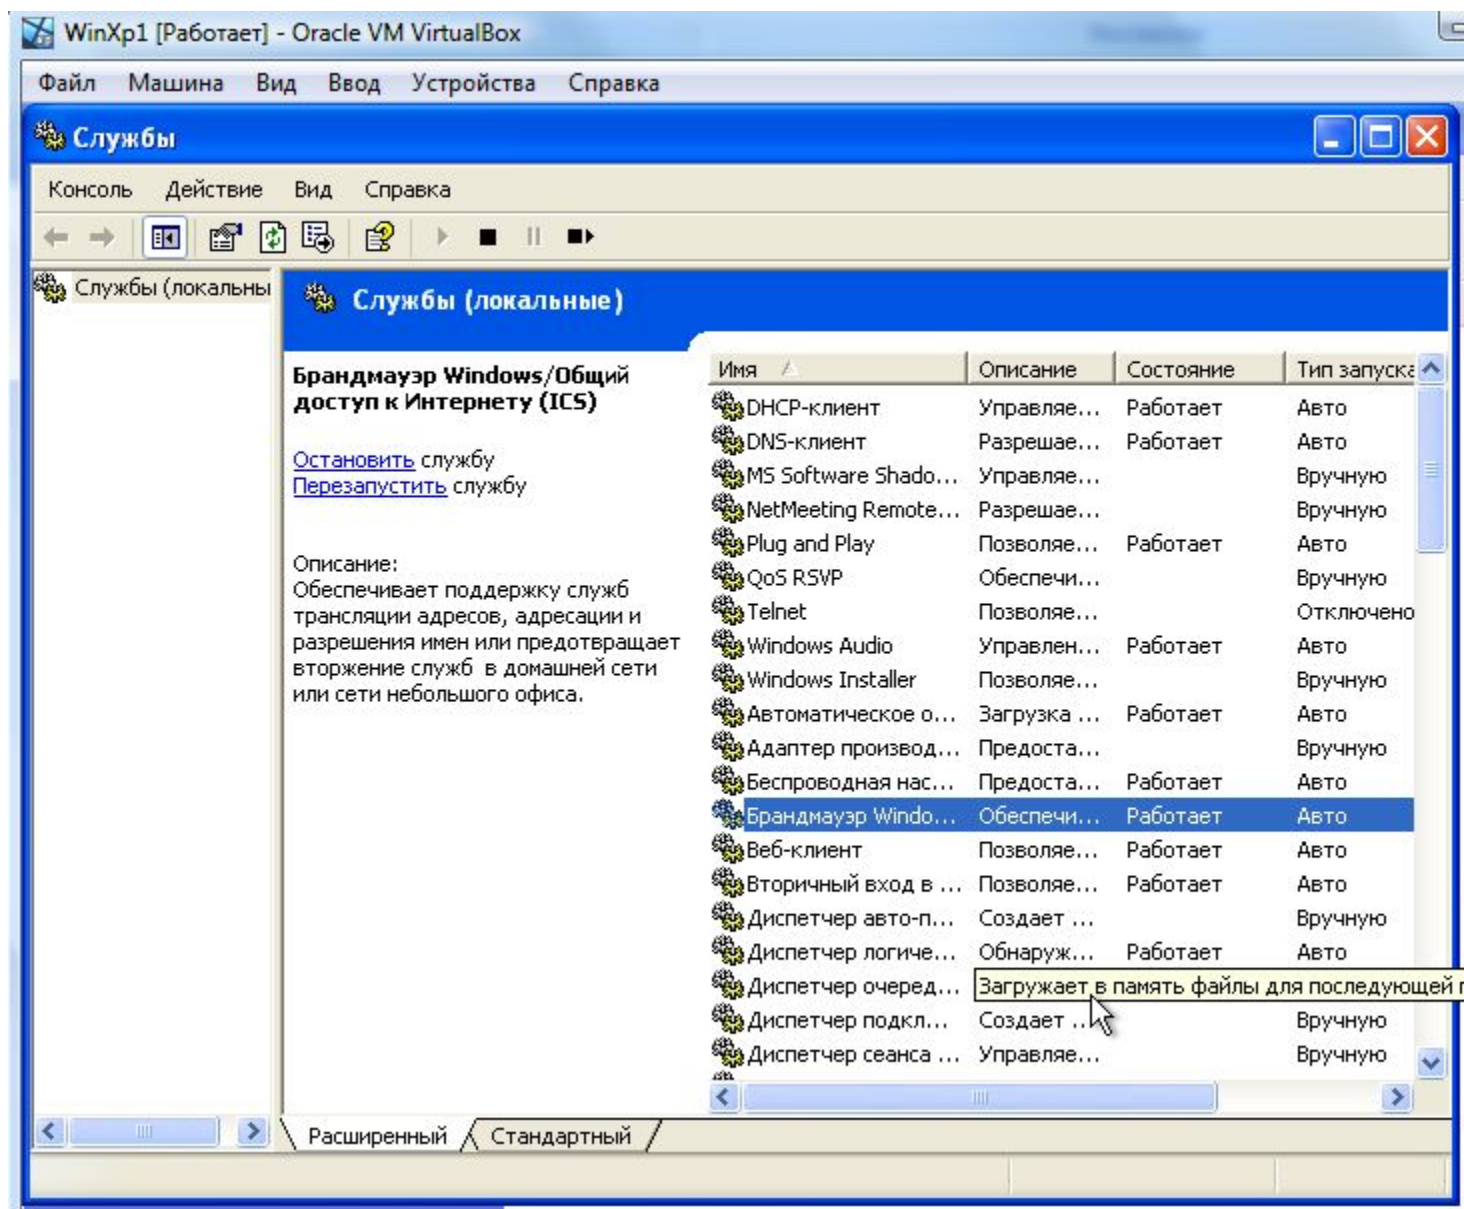 WinXp1 [Работает] - Oracle VM VirtualBox
Файл Машина Вид Ввод Устройства Справка
Службы
Консоль Действие Вид Справка
Службы (локальны
Службы (локальные)
Брандмауэр Windows/Общий
доступ к Интернету (ICS)
Остановить службу
Перезапустить службу
Описание:
Обеспечивает поддержку служб
трансляции адресов, адресации и
разрешения имен или предотвращает
вторжение служб в домашней сети
или сети небольшого офиса.
Имя Описание Состояние Тип запуска
DHCP-клиент Управляе... Работает Авто
DNS-клиент Разрешае... Работает Авто
MS Software Shado... Управляе... Вручную
NetMeeting Remote... Разрешае... Вручную
Plug and Play Позволяе... Работает Авто
QoS RSVP Обеспечи... Вручную
Telnet Позволяе... Отключено
Windows Audio Управлен... Работает Авто
Windows Installer Позволяе... Вручную
Автоматическое о... Загрузка ... Работает Авто
Адаптер производ... Предоста... Вручную
Беспроводная нас... Предоста... Работает Авто
Брандмауэр Windo... Обеспечи... Работает Авто
Веб-клиент Позволяе... Работает Авто
Вторичный вход в ... Позволяе... Работает Авто
Диспетчер авто-п... Создает ... Вручную
Диспетчер логиче... Обнаруж... Работает Авто
Диспетчер очеред... Загружает в память файлы для последующей
Диспетчер подкл... Создает ... Вручную
Диспетчер сеанса ... Управляе... Вручную
Расширенный Стандартный